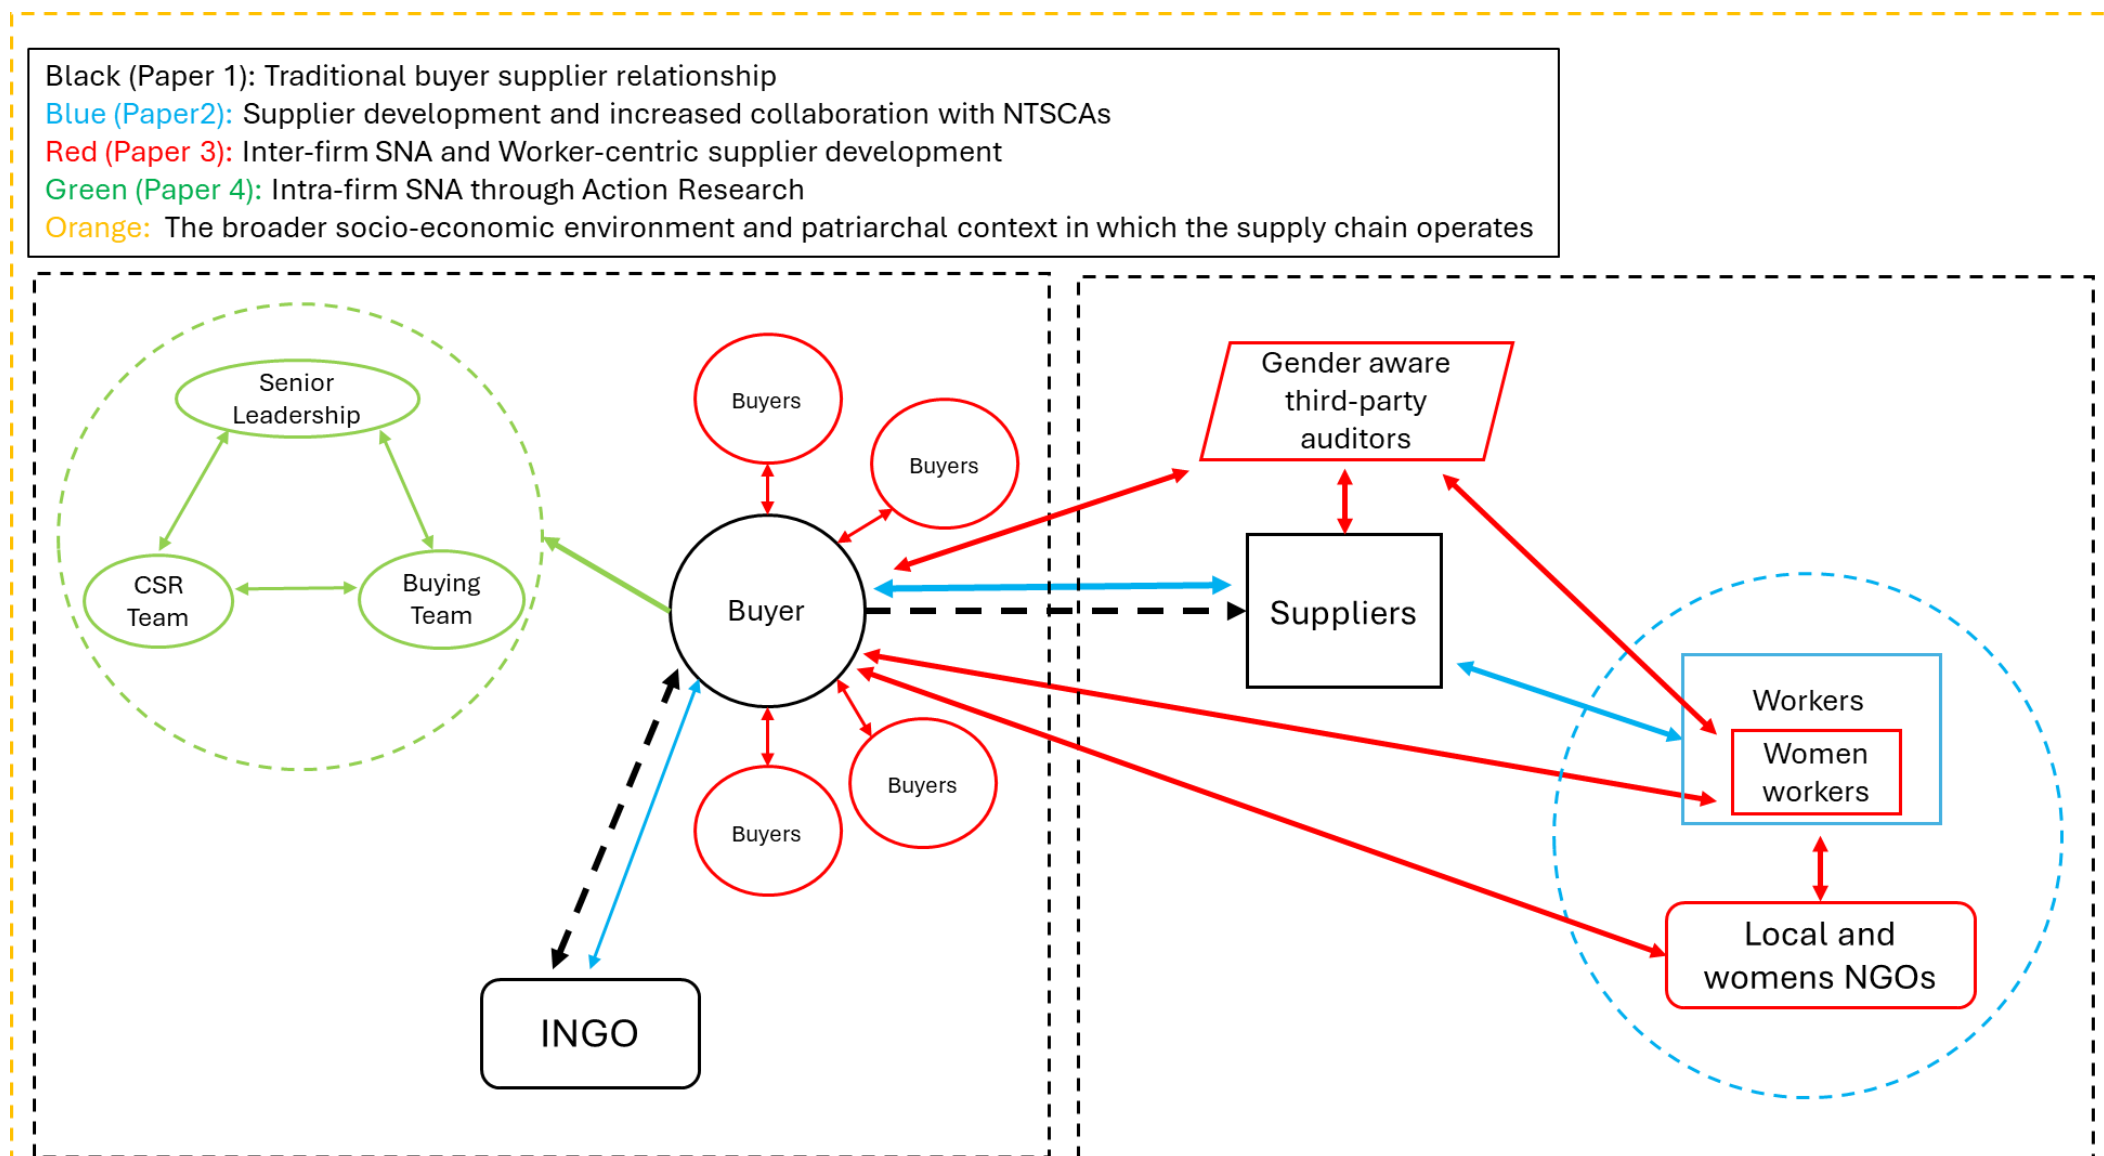 Black (Paper 1): Traditional buyer supplier relationship
Blue (Paper2): Supplier development and increased collaboration with NTSCAs
Red (Paper 3): Inter-firm SNA and Worker-centric supplier development
Green (Paper 4): Intra-firm SNA through Action Research
Orange: The broader socio-economic environment and patriarchal context in which the supply chain operates
Senior
Leadership
CSR
Team
Buying
Team
Buyers
Buyers
Buyer
Buyers
Buyers
INGO
Gender aware
third-party
auditors
Suppliers
Workers
Women
workers
Local and
womens NGOs